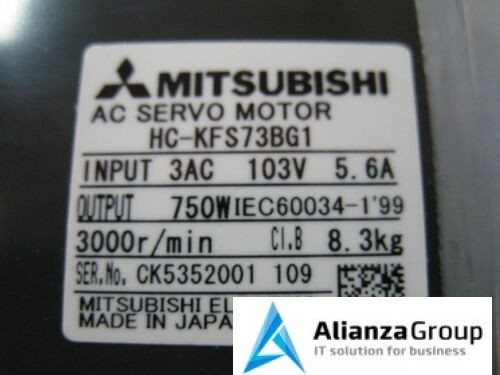 MITSUBISHI
AC SERVO MOTOR
HC-KFS73BG1
INPUT 3AC 103V 5.6A
OUTPUT 750W IEC60034-1'99
3000r/min CI.B 8.3kg
SER.No. CK5352001 109
MITSUBISHI EL
MADE IN JAPA
AlianzaGroup
IT solution for business